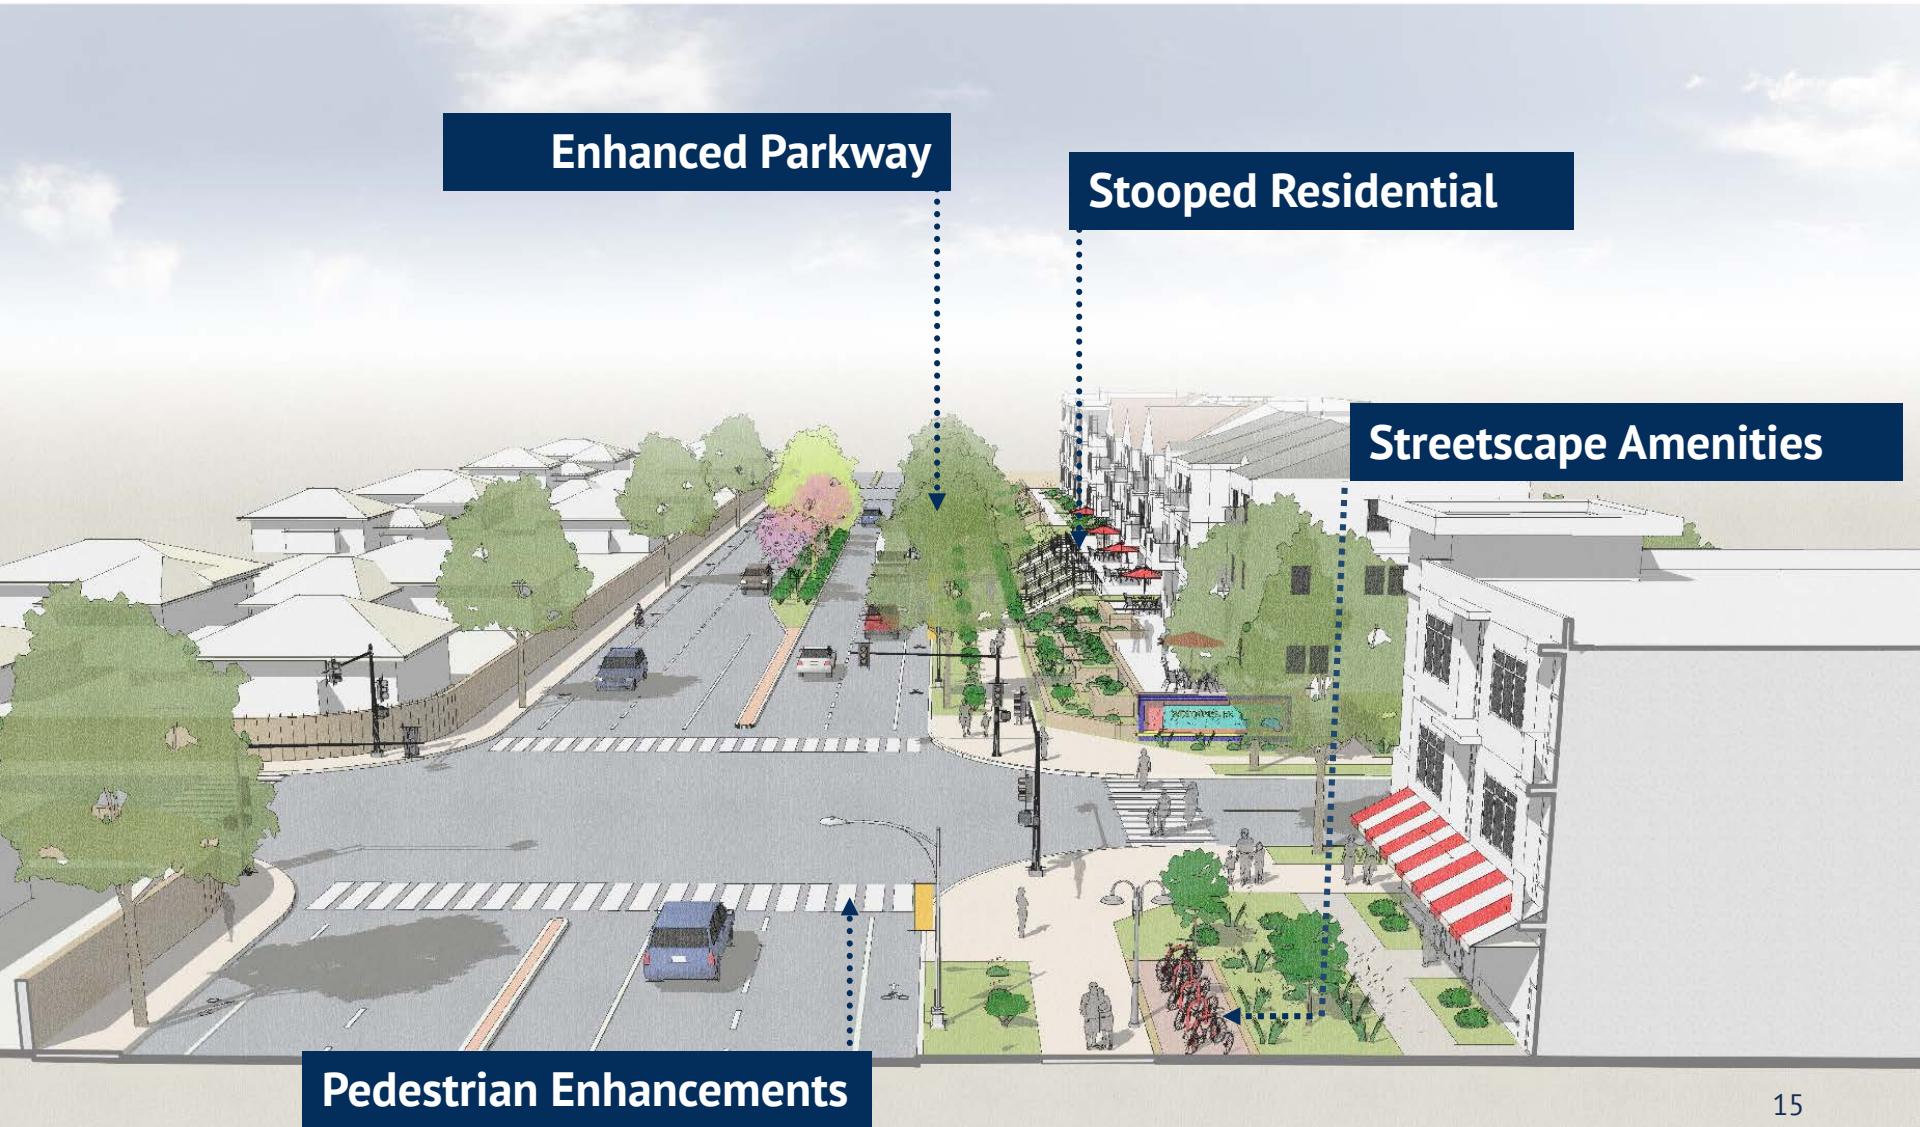 Enhanced Parkway
Stooped Residential
Streetscape Amenities
Pedestrian Enhancements
15